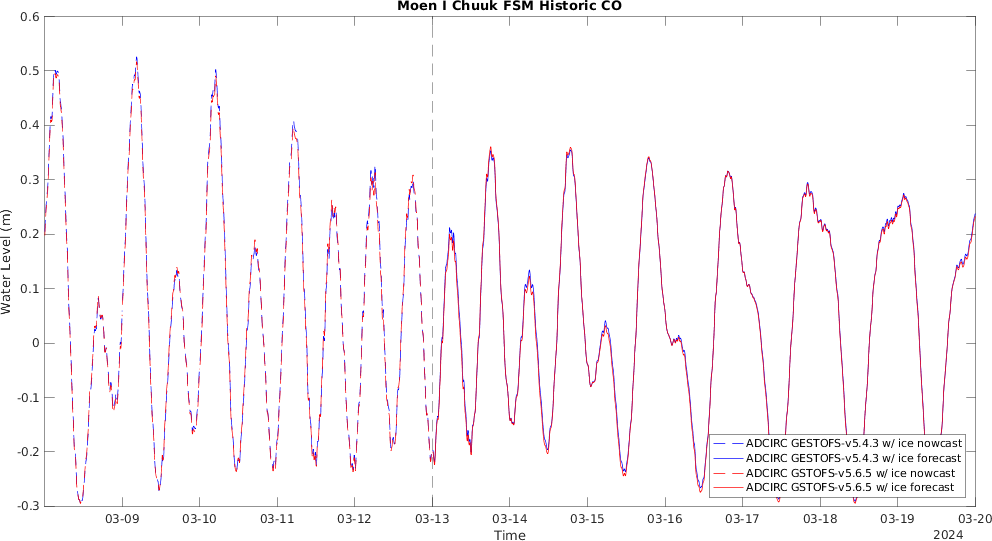 Moen I Chuuk FSM Historic CO
0.6
0.5
0.4
0.3
0.2
0.1
0
-0.1
-0.2
-0.3
Water Level (m)
ADCIRC GESTOFS-v5.4.3 w/ ice nowcast
ADCIRC GESTOFS-v5.4.3 w/ ice forecast
ADCIRC GSTOFS-v5.6.5 w/ ice nowcast
ADCIRC GSTOFS-v5.6.5 w/ ice forecast
03-09 03-10 03-11 03-12 03-13 03-14 03-15 03-16 03-17 03-18 03-19 03-20
Time
2024